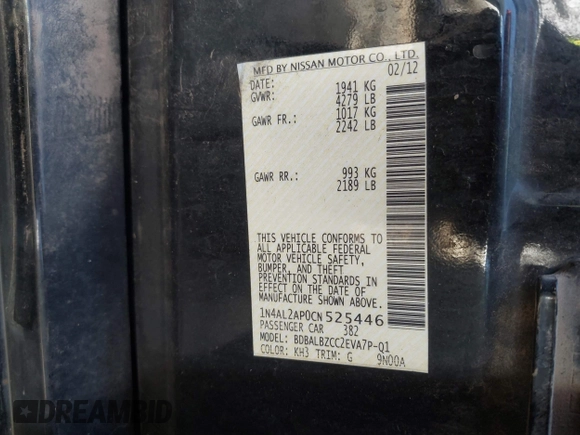 MFD BY NISSAN MOTOR CO., LTD.
DATE: 02/12
GVWR: 1941 KG
4279 LB
GAWR FR.: 1017 KG
2242 LB
GAWR RR.: 993 KG
2189 LB
THIS VEHICLE CONFORMS TO
ALL APPLICABLE FEDERAL
MOTOR VEHICLE SAFETY,
BUMPER, AND THEFT
PREVENTION STANDARDS IN
EFFECT ON THE DATE OF
MANUFACTURE SHOWN ABOVE.
1N4AL2AP0CN525446
PASSENGER CAR 382
MODEL: BDBALBZCC2EVA7P-Q1
COLOR: KH3 TRIM: G 9N00A
DREAMBID